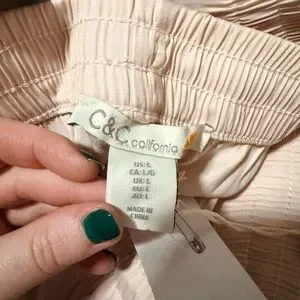 C&C california
US: L
CA: L/G
UK: L
EU: L
AU: L
MADE IN
CHINA